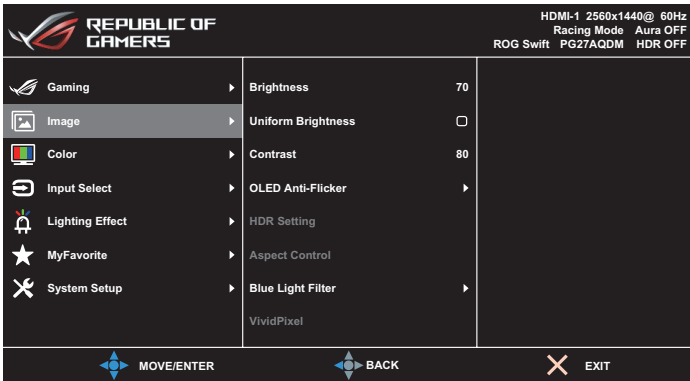 REPUBLIC OF
GAMERS
HDMI-1 2560x1440@ 60Hz
Racing Mode Aura OFF
ROG Swift PG27AQDM HDR OFF
Gaming
Image
Color
Input Select
Lighting Effect
MyFavorite
System Setup
Brightness 70
Uniform Brightness
Contrast 80
OLED Anti-Flicker
HDR Setting
Aspect Control
Blue Light Filter
VividPixel
MOVE/ENTER
BACK
EXIT